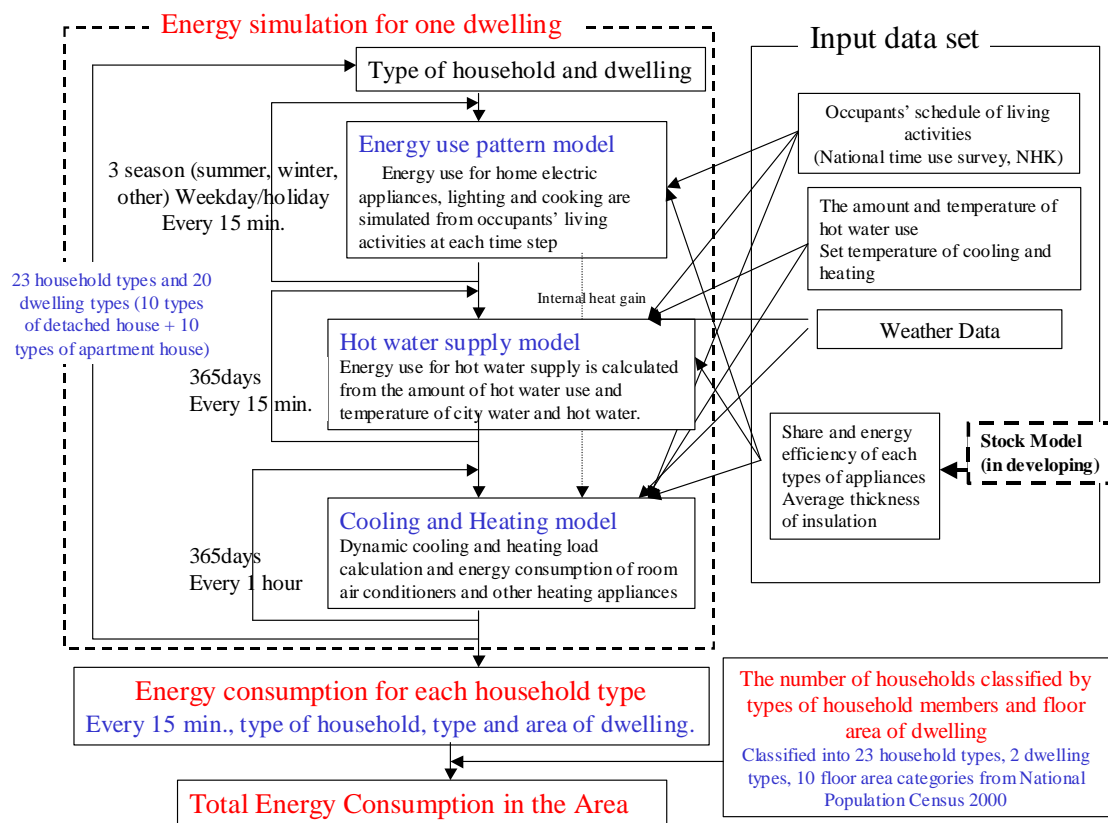 Energy simulation for one dwelling
Type of household and dwelling
3 season (summer, winter,
other) Weekday/holiday
Every 15 min.
Energy use pattern model
Energy use for home electric
appliances, lighting and cooking are
simulated from occupants' living
activities at each time step
23 household types and 20
dwelling types (10 types
of detached house + 10
types of apartment house)
Internal heat gain
365days
Every 15 min.
Hot water supply model
Energy use for hot water supply is calculated
from the amount of hot water use and
temperature of city water and hot water.
365days
Every 1 hour
Cooling and Heating model
Dynamic cooling and heating load
calculation and energy consumption of room
air conditioners and other heating appliances
Input data set
Occupants' schedule of living
activities
(National time use survey, NHK)
The amount and temperature of
hot water use
Set temperature of cooling and
heating
Weather Data
Share and energy
efficiency of each
types of appliances
Average thickness
of insulation
Stock Model
(in developing)
Energy consumption for each household type
Every 15 min., type of household, type and area of dwelling.
The number of households classified by
types of household members and floor
area of dwelling
Classified into 23 household types, 2 dwelling
types, 10 floor area categories from National
Population Census 2000
Total Energy Consumption in the Area